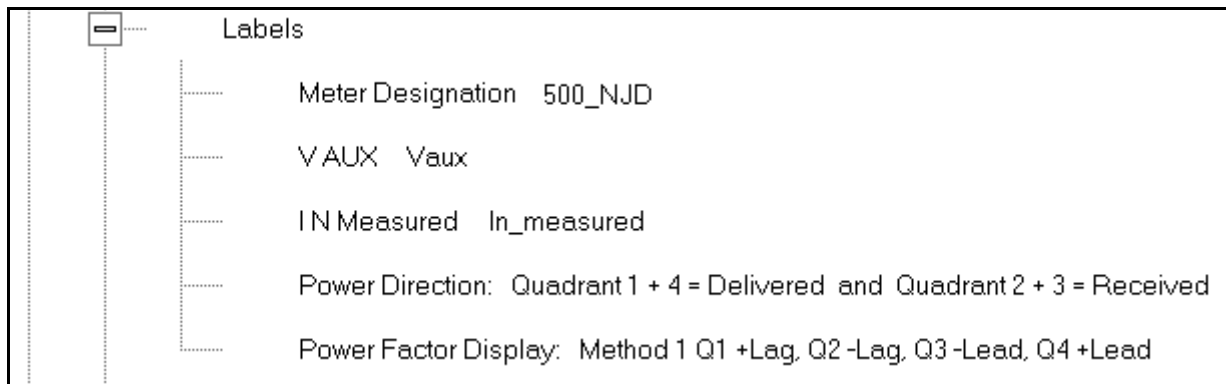 Labels
Meter Designation 500_NJD
V AUX Vaux
I N Measured In_measured
Power Direction: Quadrant 1 + 4 = Delivered and Quadrant 2 + 3 = Received
Power Factor Display: Method 1 Q1 +Lag, Q2 -Lag, Q3 -Lead, Q4 +Lead